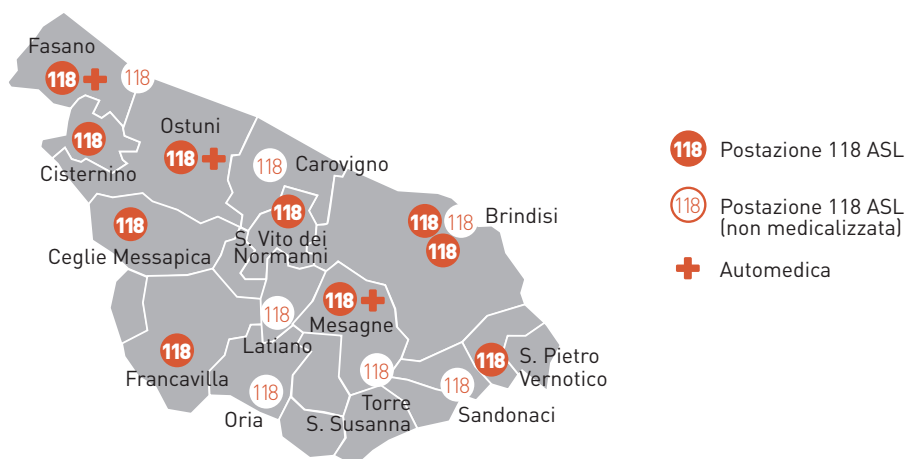 Fasano
118
118
118
Cisternino
Ostuni
118
118
Carovigno
118
Ceglie Messapica
118
S. Vito dei
Normanni
118
118
118
Brindisi
118
Latiano
118
Mesagne
118
Francavilla
118
Oria
118
Torre
S. Susanna
118
Sandonaci
118
S. Pietro
Vernotico
118 Postazione 118 ASL
118 Postazione 118 ASL
(non medicalizzata)
Automedica